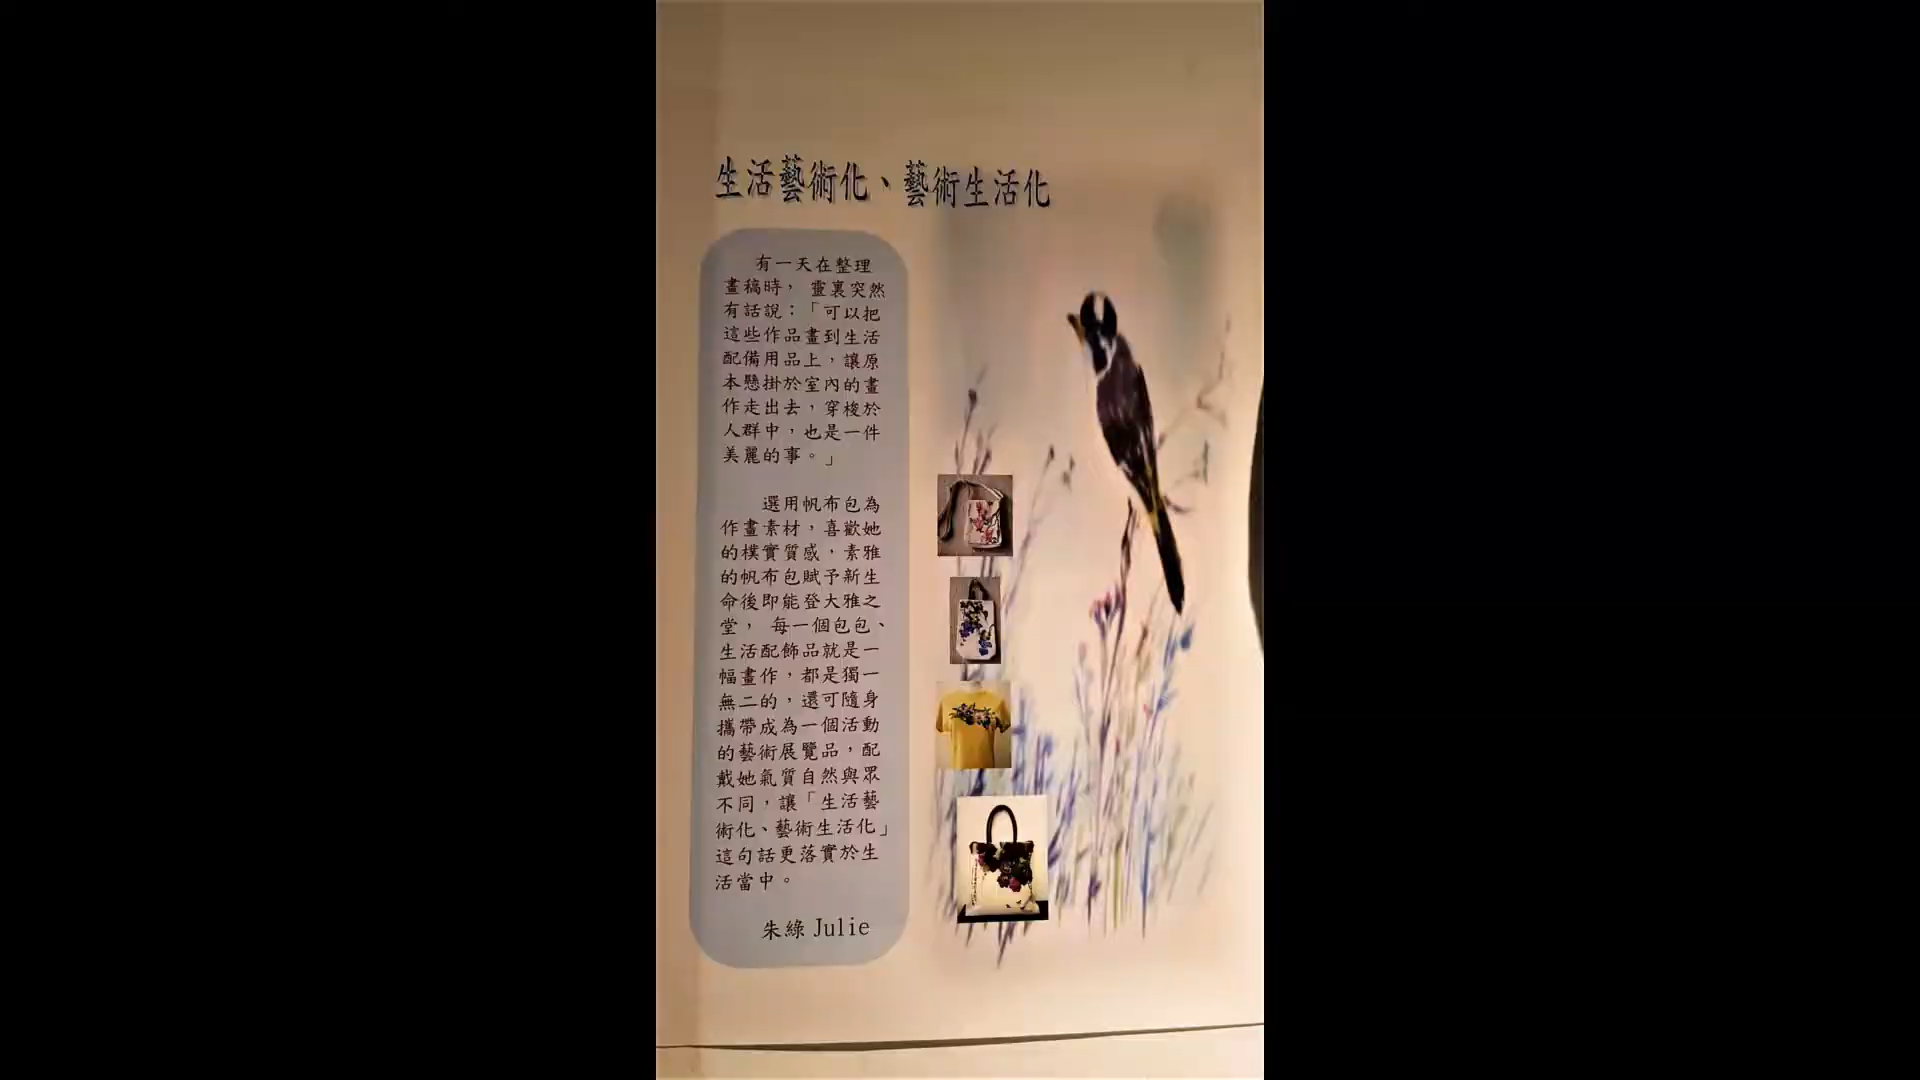 生活藝術化、藝術生活化
有一天在整理
畫稿時， 靈裏突然
有話說：「可以把
這些作品畫到生活
配備用品上，讓原
本懸掛於室內的畫
作走出去，穿梭於
人群中，也是一件
美麗的事。」
選用帆布包為
作畫素材，喜歡她
的樸實質感，素雅
的帆布包賦予新生
命後即能登大雅之
堂， 每一個包包、
生活配飾品就是一
幅畫作，都是獨一
無二的，還可隨身
攜帶成為一個活動
的藝術展覽品，配
戴她氣質自然與眾
不同，讓「生活藝
術化、藝術生活化」
這句話更落實於生
活當中。
朱綠 Julie